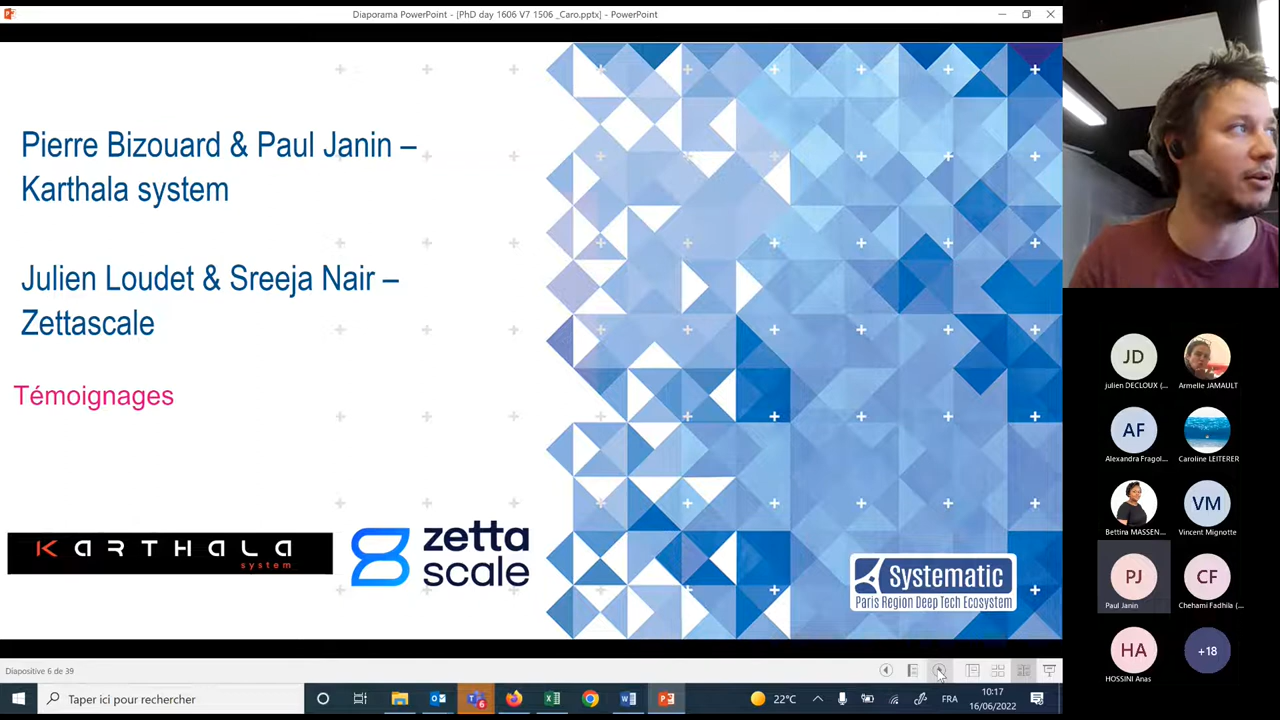 Diaporama PowerPoint - [PhD day 1606 V7 1506 _Caro.pptx] - PowerPoint
Pierre Bizouard & Paul Janin –
Karthala system
Julien Loudet & Sreeja Nair –
Zettascale
Témoignages
KARTHALA
system
zetta
scale
Systematic
Paris Region Deep Tech Ecosystem
JD
julien DECLOUX (...
Armelle JAMAULT
AF
Alexandra Fragol...
Caroline LEITERER
Bettina MASSEN...
VM
Vincent Mignotte
PJ
Paul Janin
CF
Chehami Fadhila (...
HA
HOSSINI Anas
+18
Diapositive 6 de 39
Taper ici pour rechercher
6
22°C
FRA
10:17
16/06/2022